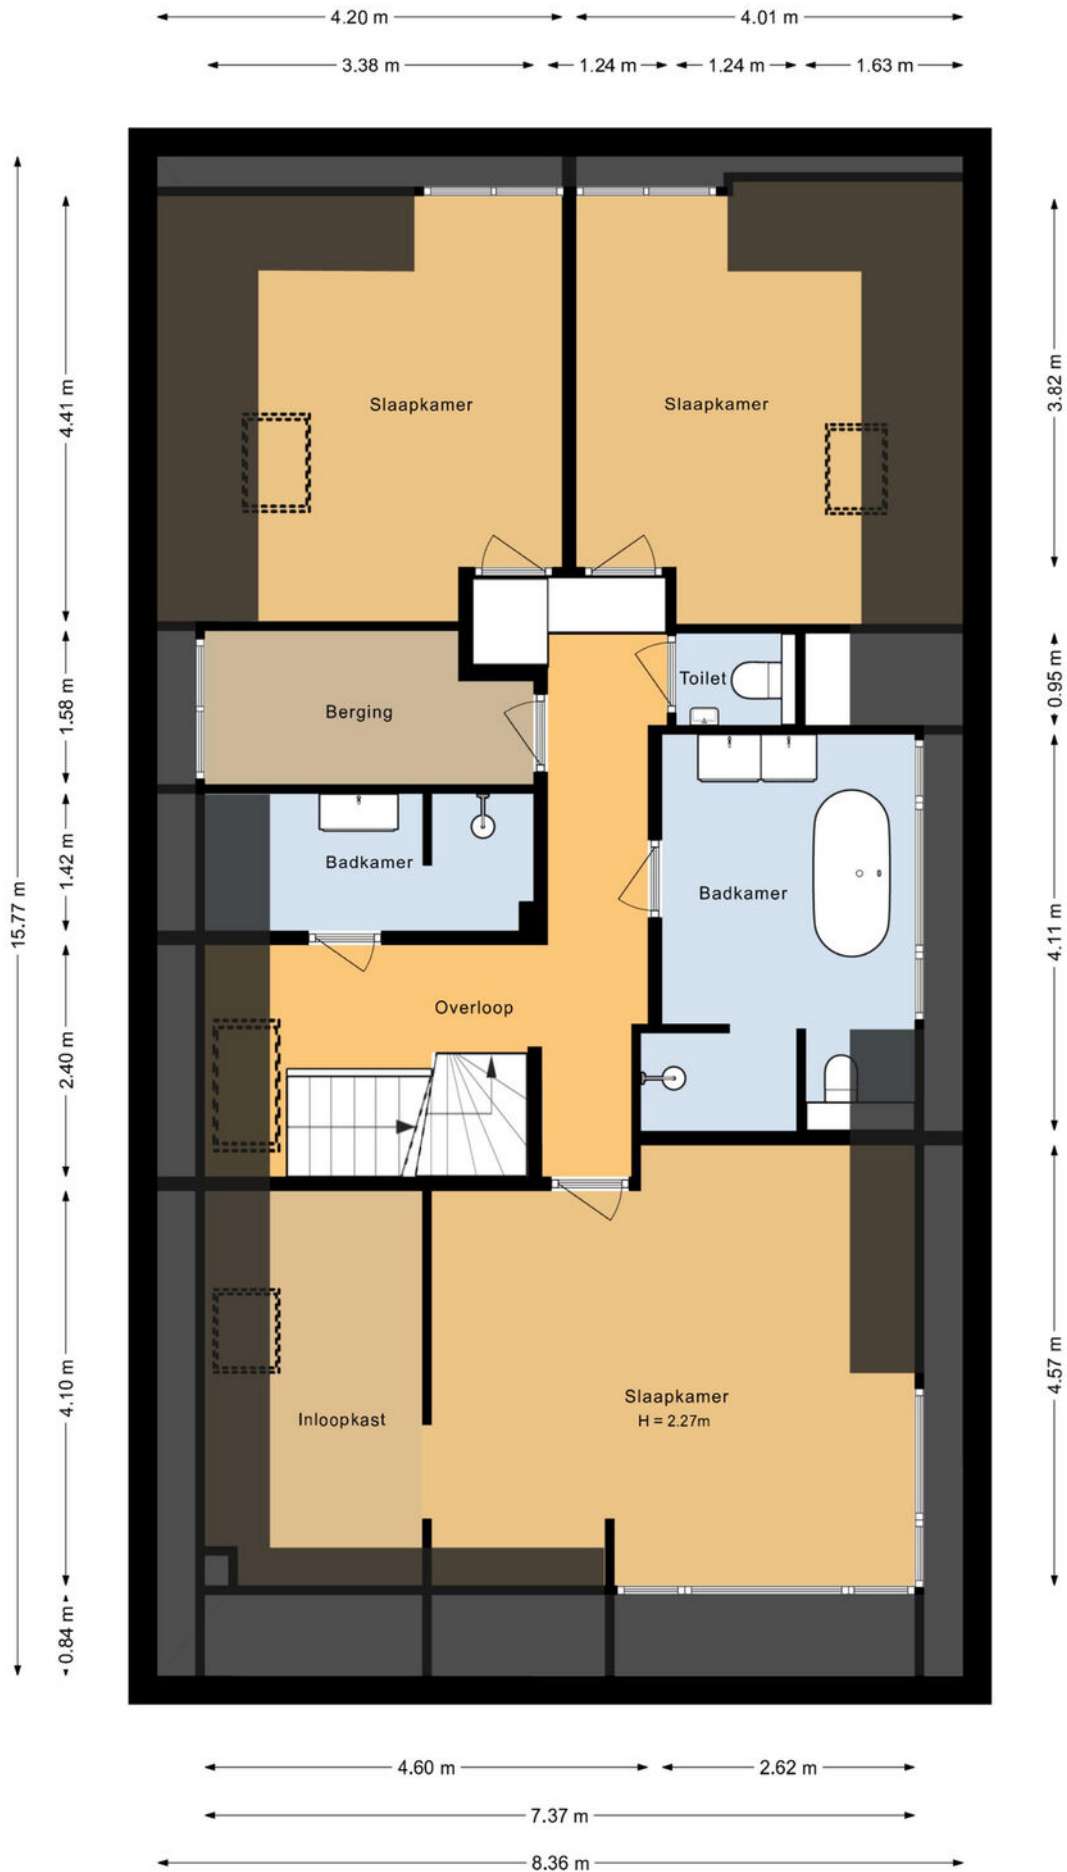 4.20 m
4.01 m
3.38 m
1.24 m
1.24 m
1.63 m
15.77 m
4.41 m
1.58 m
1.42 m
2.40 m
4.10 m
0.84 m
Slaapkamer
Slaapkamer
3.82 m
Toilet
0.95 m
Berging
Badkamer
Badkamer
4.11 m
Overloop
Slaapkamer
H = 2.27m
Inloopkast
4.57 m
4.60 m
2.62 m
7.37 m
8.36 m